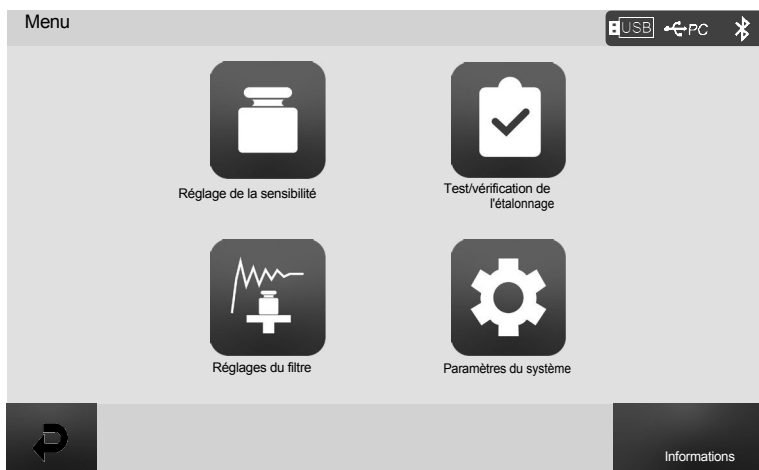 Menu
USB PC
Réglage de la sensibilité
Test/vérification de
l'étalonnage
Réglages du filtre
Paramètres du système
Informations